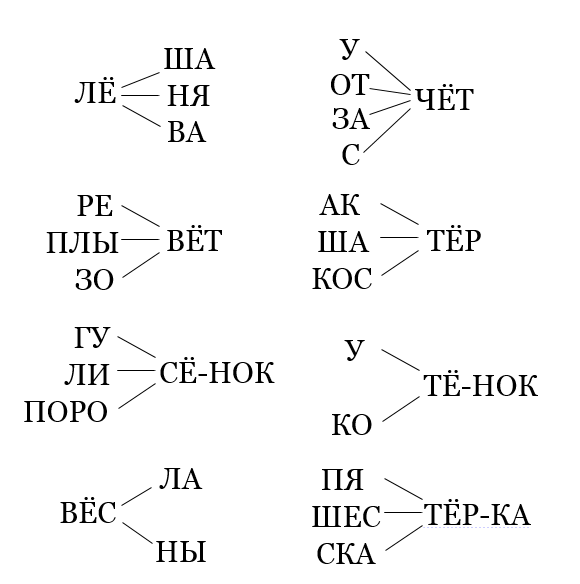 ЛЁ
ША
НЯ
ВА
У
ОТ
ЗА
С
ЧЁТ
РЕ
ПЛЫ
ЗО
ВЁТ
АК
ША
КОС
ТЁР
ГУ
ЛИ
ПОРО
СЁ-НОК
У
КО
ТЁ-НОК
ВЁС
ЛА
НЫ
ПЯ
ШЕС
СКА
ТЁР-КА